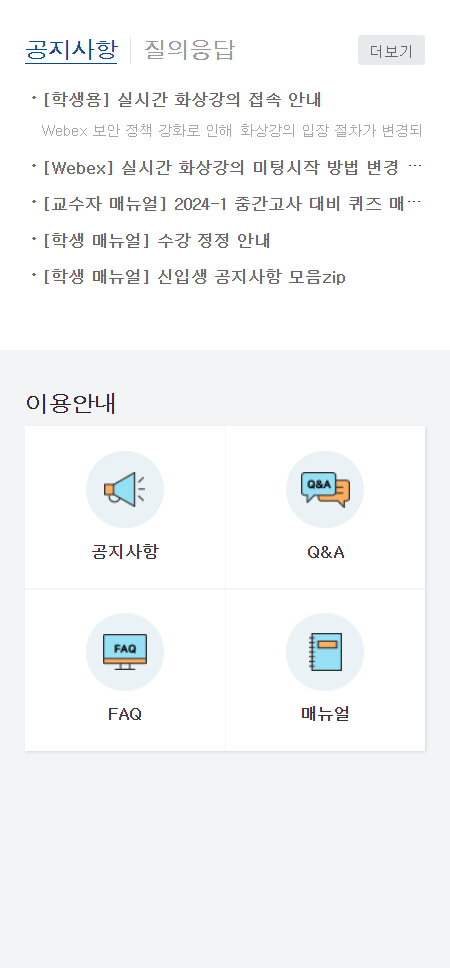 공지사항 질의응답 더보기
· [학생용] 실시간 화상강의 접속 안내
Webex 보안 정책 강화로 인해 화상강의 입장 절차가 변경되
· [Webex] 실시간 화상강의 미팅시작 방법 변경 …
· [교수자 매뉴얼] 2024-1 중간고사 대비 퀴즈 매…
· [학생 매뉴얼] 수강 정정 안내
· [학생 매뉴얼] 신입생 공지사항 모음zip
이용안내
Q&A
공지사항 Q&A
FAQ
FAQ 매뉴얼